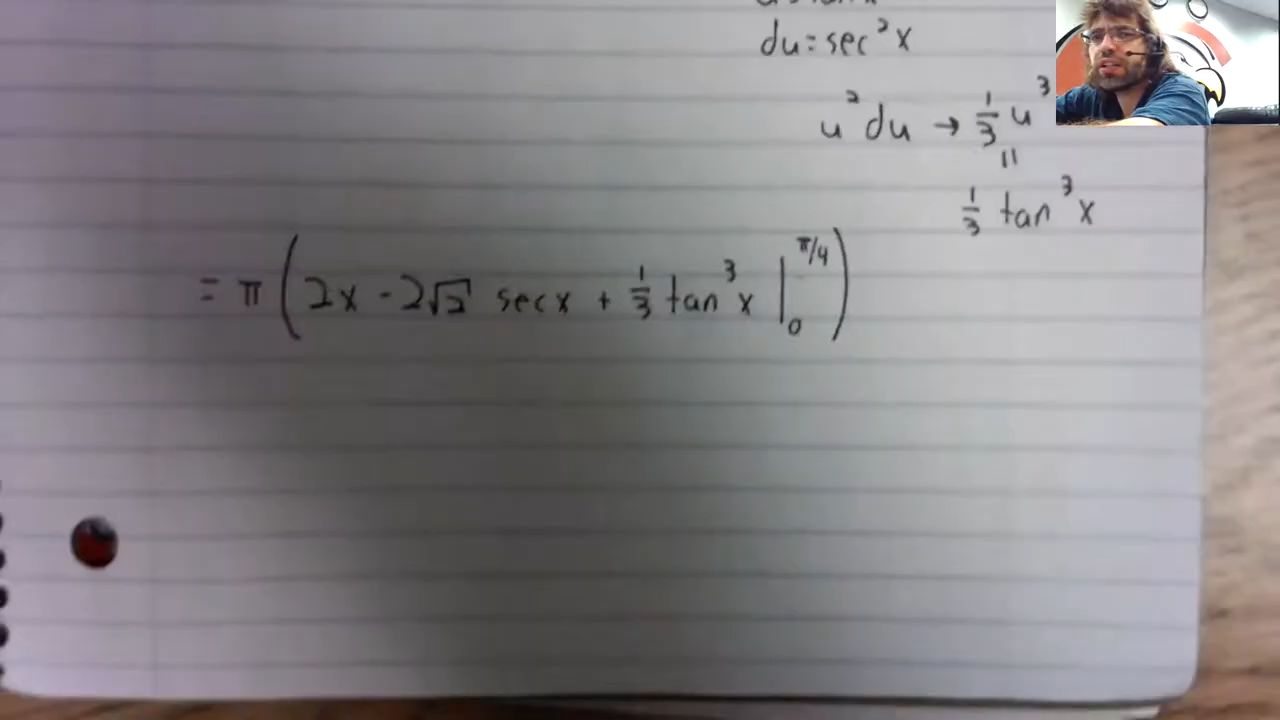 du = sec²x
u² du → 1/3 u³
||
1/3 tan³x
= π(2x - 2√2 sec x + 1/3 tan³x |₀^π/4)